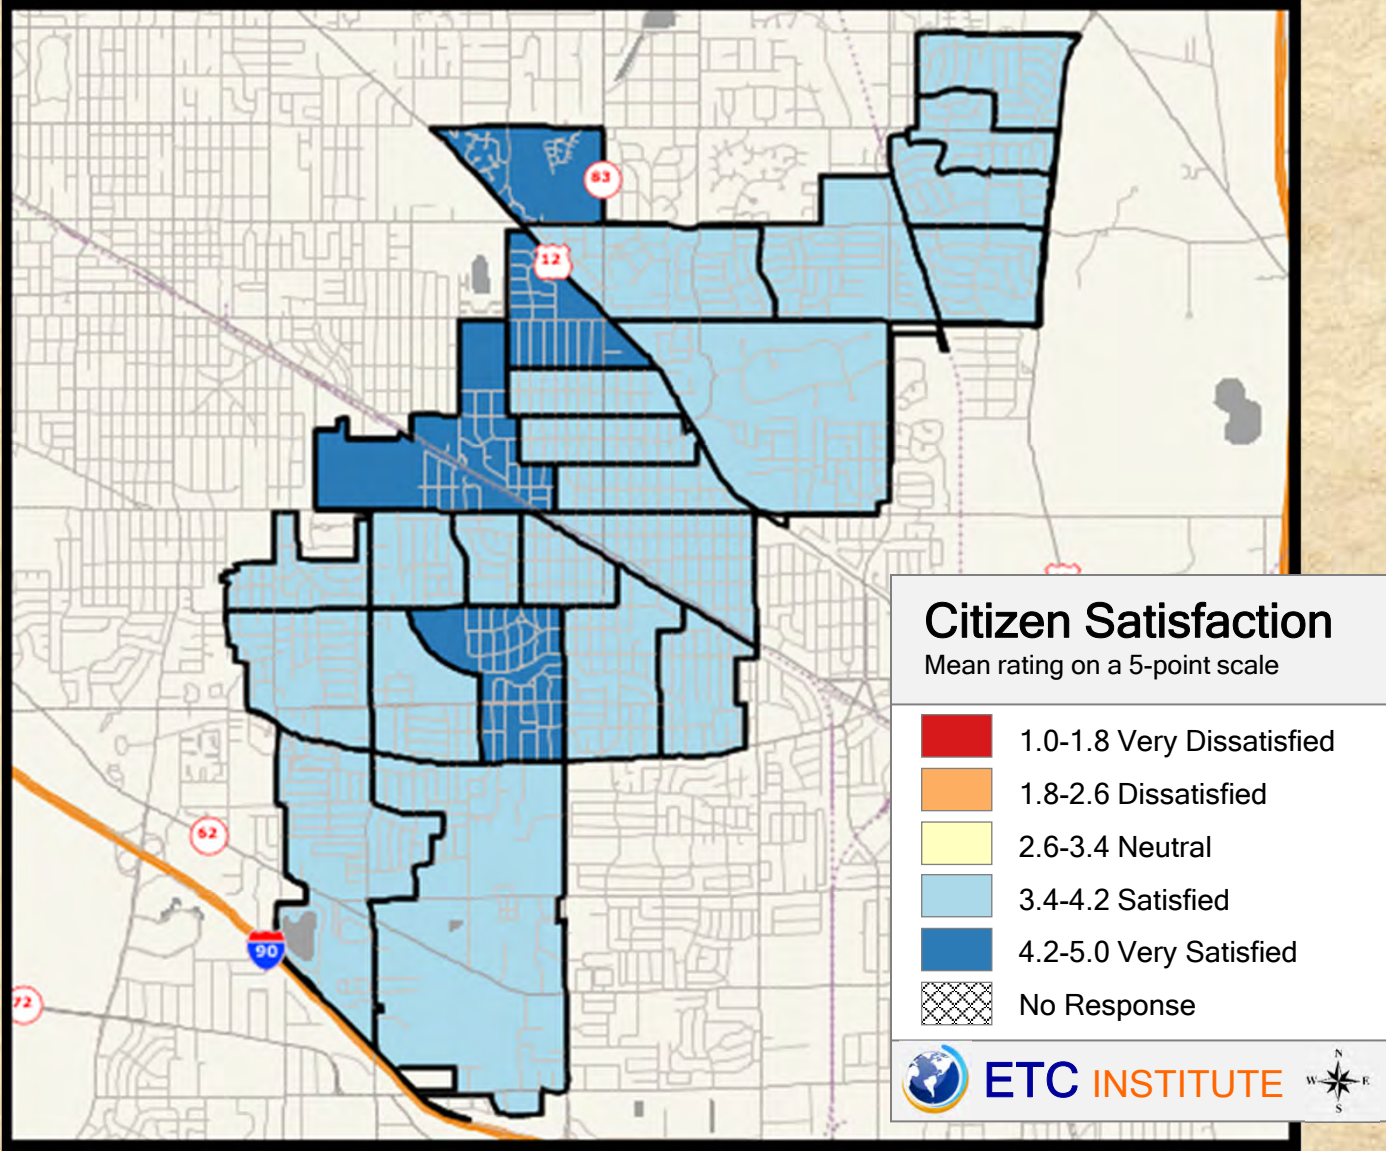 83
12
62
90
72
Citizen Satisfaction
Mean rating on a 5-point scale
1.0-1.8 Very Dissatisfied
1.8-2.6 Dissatisfied
2.6-3.4 Neutral
3.4-4.2 Satisfied
4.2-5.0 Very Satisfied
No Response
ETC INSTITUTE
N
W E
S